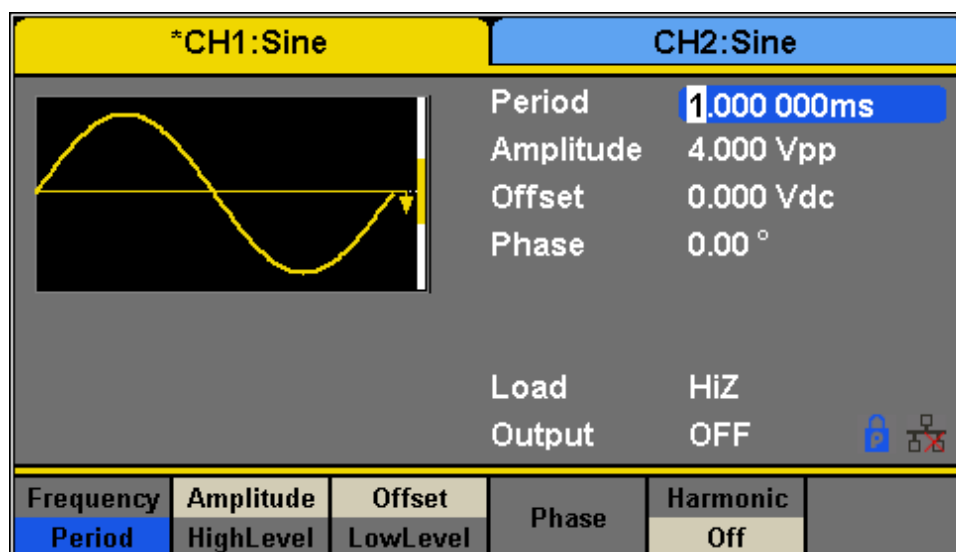 *CH1:Sine CH2:Sine
Period 1.000 000ms
Amplitude 4.000 Vpp
Offset 0.000 Vdc
Phase 0.00 °
Load HiZ
Output OFF P
Frequency Amplitude Offset Phase Harmonic
Period HighLevel LowLevel Off